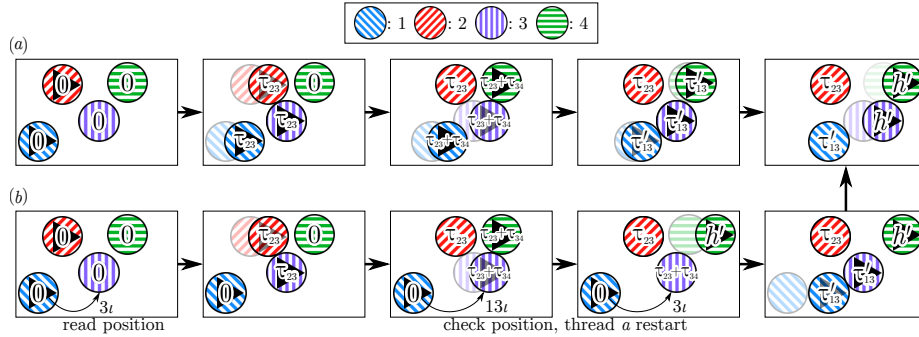 : 1 : 2 : 3 : 4
(a)
0 0 τ₂₃ 0 τ₂₃ τ₂₃+τ₃₄ τ₂₃ τ′₁₃ τ₂₃ h′
0 τ₂₃ τ₂₃+τ₃₄ τ′₁₃ h′
0 τ₂₃ τ₂₃+τ₃₄ τ′₁₃ τ′₁₃
(b)
0 0 τ₂₃ 0 τ₂₃ τ₂₃+τ₃₄ τ₂₃ h′ τ₂₃ h′
0 τ₂₃ τ₂₃+τ₃₄ τ₂₃+τ₃₄ τ′₁₃
0 0 0 0 τ′₁₃
3ι 13ι 3ι
read position check position, thread a restart